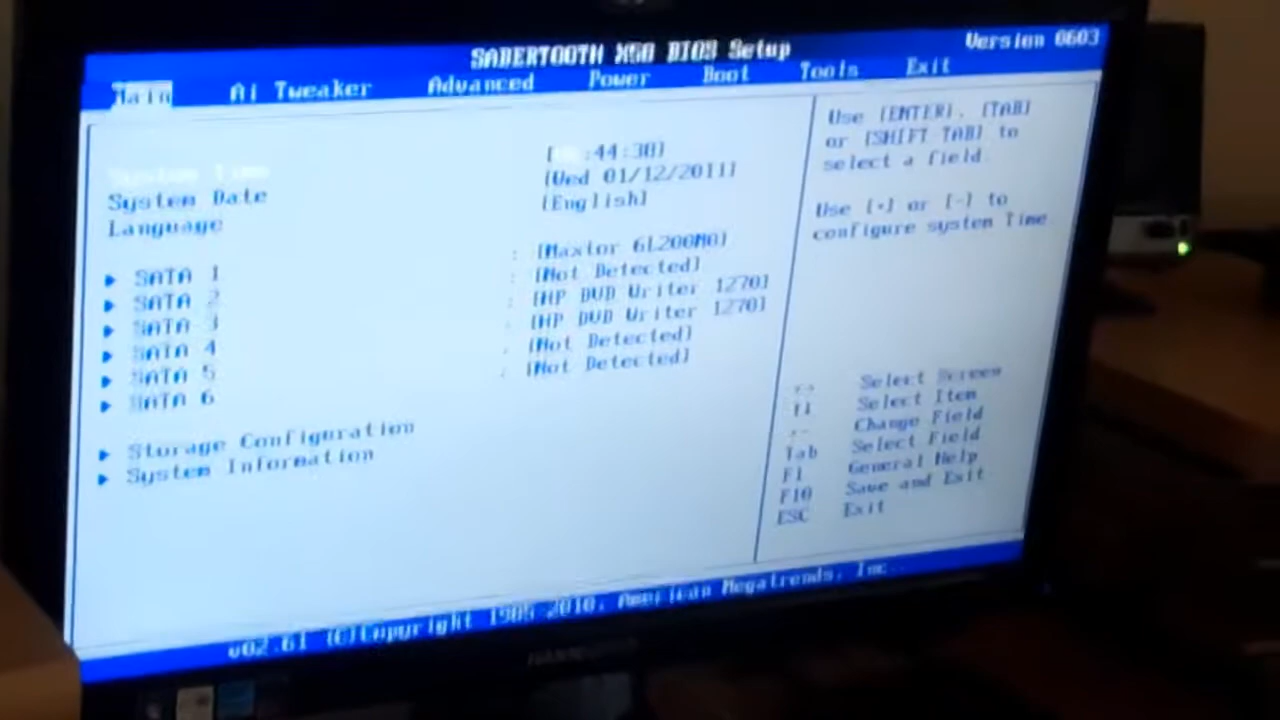 SABERTOOTH X58 BIOS Setup Version 0603
Main Ai Tweaker Advanced Power Boot Tools Exit
System Time :44:38]
System Date [Wed 01/12/2011]
Language [English]
SATA 1 : [Maxtor 6L200M0]
SATA 2 : [Not Detected]
SATA 3 : [HP DVD Writer 1270]
SATA 4 : [HP DVD Writer 1270]
SATA 5 : [Not Detected]
SATA 6 : [Not Detected]
Storage Configuration
System Information
Use [ENTER], [TAB]
or [SHIFT-TAB] to
select a field.
Use [+] or [-] to
configure system Time
Select Screen
Select Item
+- Change Field
Tab Select Field
F1 General Help
F10 Save and Exit
ESC Exit
v02.61 (C)Copyright 1985-2010, American Megatrends, Inc.